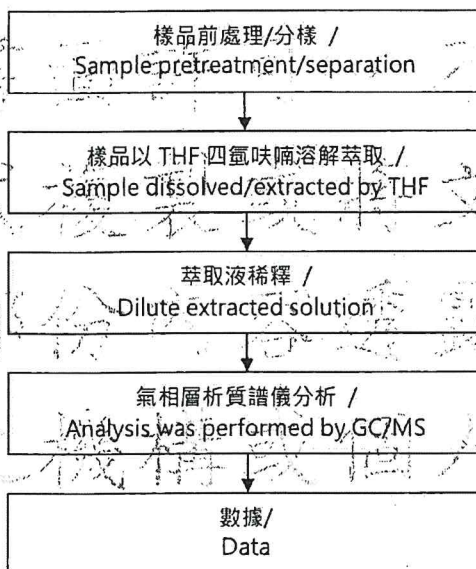 樣品前處理/分樣 /
Sample pretreatment/separation
樣品以 THF 四氫呋喃溶解萃取 /
Sample dissolved/extracted by THF
萃取液稀釋 /
Dilute extracted solution
氣相層析質譜儀分析 /
Analysis was performed by GC/MS
數據/
Data